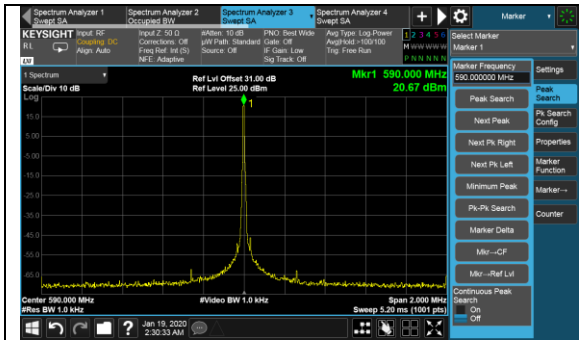 Spectrum Analyzer 1
Swept SA
Spectrum Analyzer 2
Occupied BW
Spectrum Analyzer 3
Swept SA
Spectrum Analyzer 4
Swept SA
Marker
KEYSIGHT
RL
Input: RF
Coupling: DC
Align: Auto
Input Z: 50 Ω
Corrections: Off
Freq Ref: Int (S)
NFE: Adaptive
#Atten: 10 dB
µW Path: Standard
Source: Off
PNO: Best Wide
Gate: Off
IF Gain: Low
Sig Track: Off
Avg Type: Log-Power
Avg|Hold >100/100
Trig: Free Run
1 2 3 4 5 6
M W W W W W
P N N N N N
Select Marker
Marker 1
1 Spectrum
Scale/Div 10 dB
Log
Ref Lvl Offset 31.00 dB
Ref Level 25.00 dBm
Mkr1 590.000 MHz
20.67 dBm
1
15.0
5.00
-5.00
-15.0
-25.0
-35.0
-45.0
-55.0
-65.0
Center 590.000 MHz
#Res BW 1.0 kHz
#Video BW 1.0 kHz
Span 2.000 MHz
Sweep 5.20 ms (1001 pts)
Marker Frequency
590.000000 MHz
Peak Search
Next Peak
Next Pk Right
Next Pk Left
Minimum Peak
Pk-Pk Search
Marker Delta
Mkr→CF
Mkr→Ref Lvl
Continuous Peak
Search
On
Off
Settings
Peak
Search
Pk Search
Config
Properties
Marker
Function
Marker→
Counter
?
Jan 19, 2020
2:30:33 AM